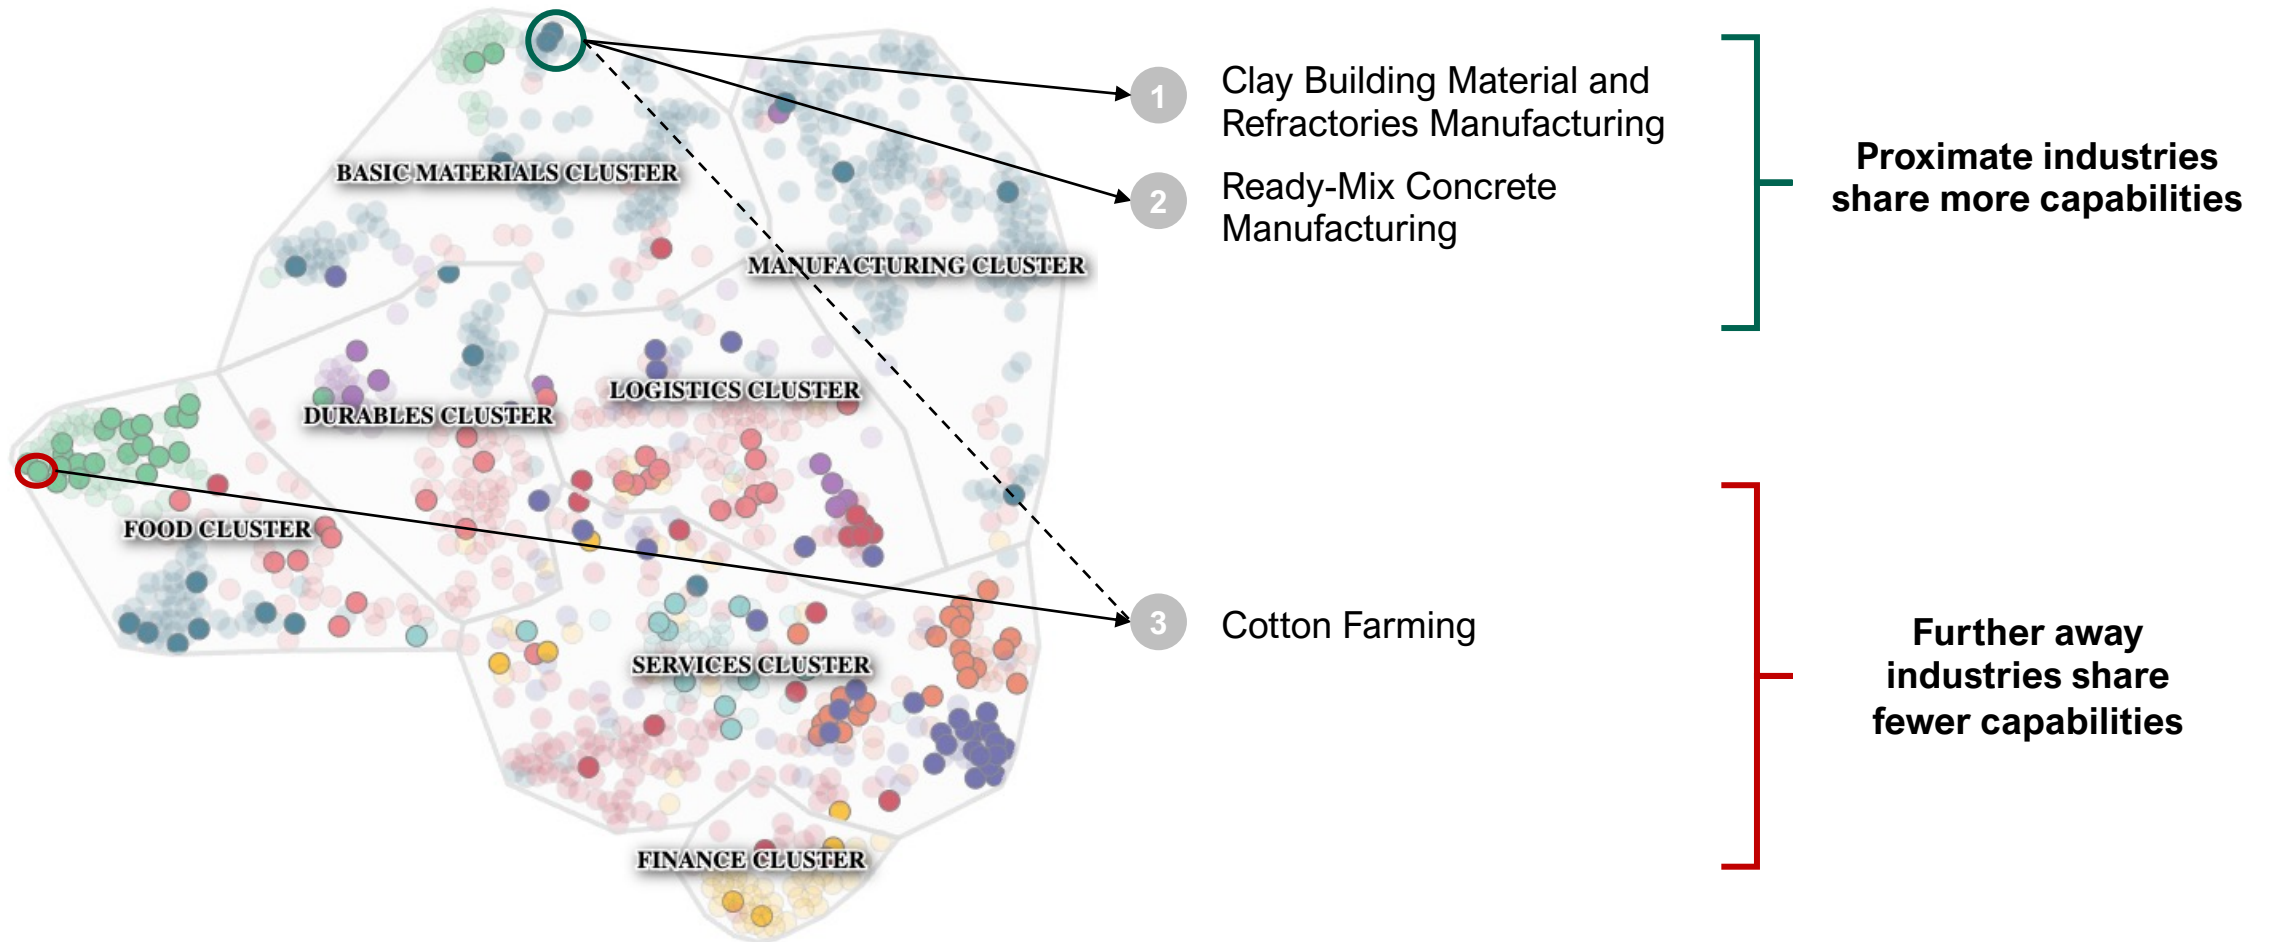 BASIC MATERIALS CLUSTER
MANUFACTURING CLUSTER
LOGISTICS CLUSTER
DURABLES CLUSTER
FOOD CLUSTER
SERVICES CLUSTER
FINANCE CLUSTER
1
Clay Building Material and
Refractories Manufacturing
2
Ready-Mix Concrete
Manufacturing
3
Cotton Farming
Proximate industries
share more capabilities
Further away
industries share
fewer capabilities